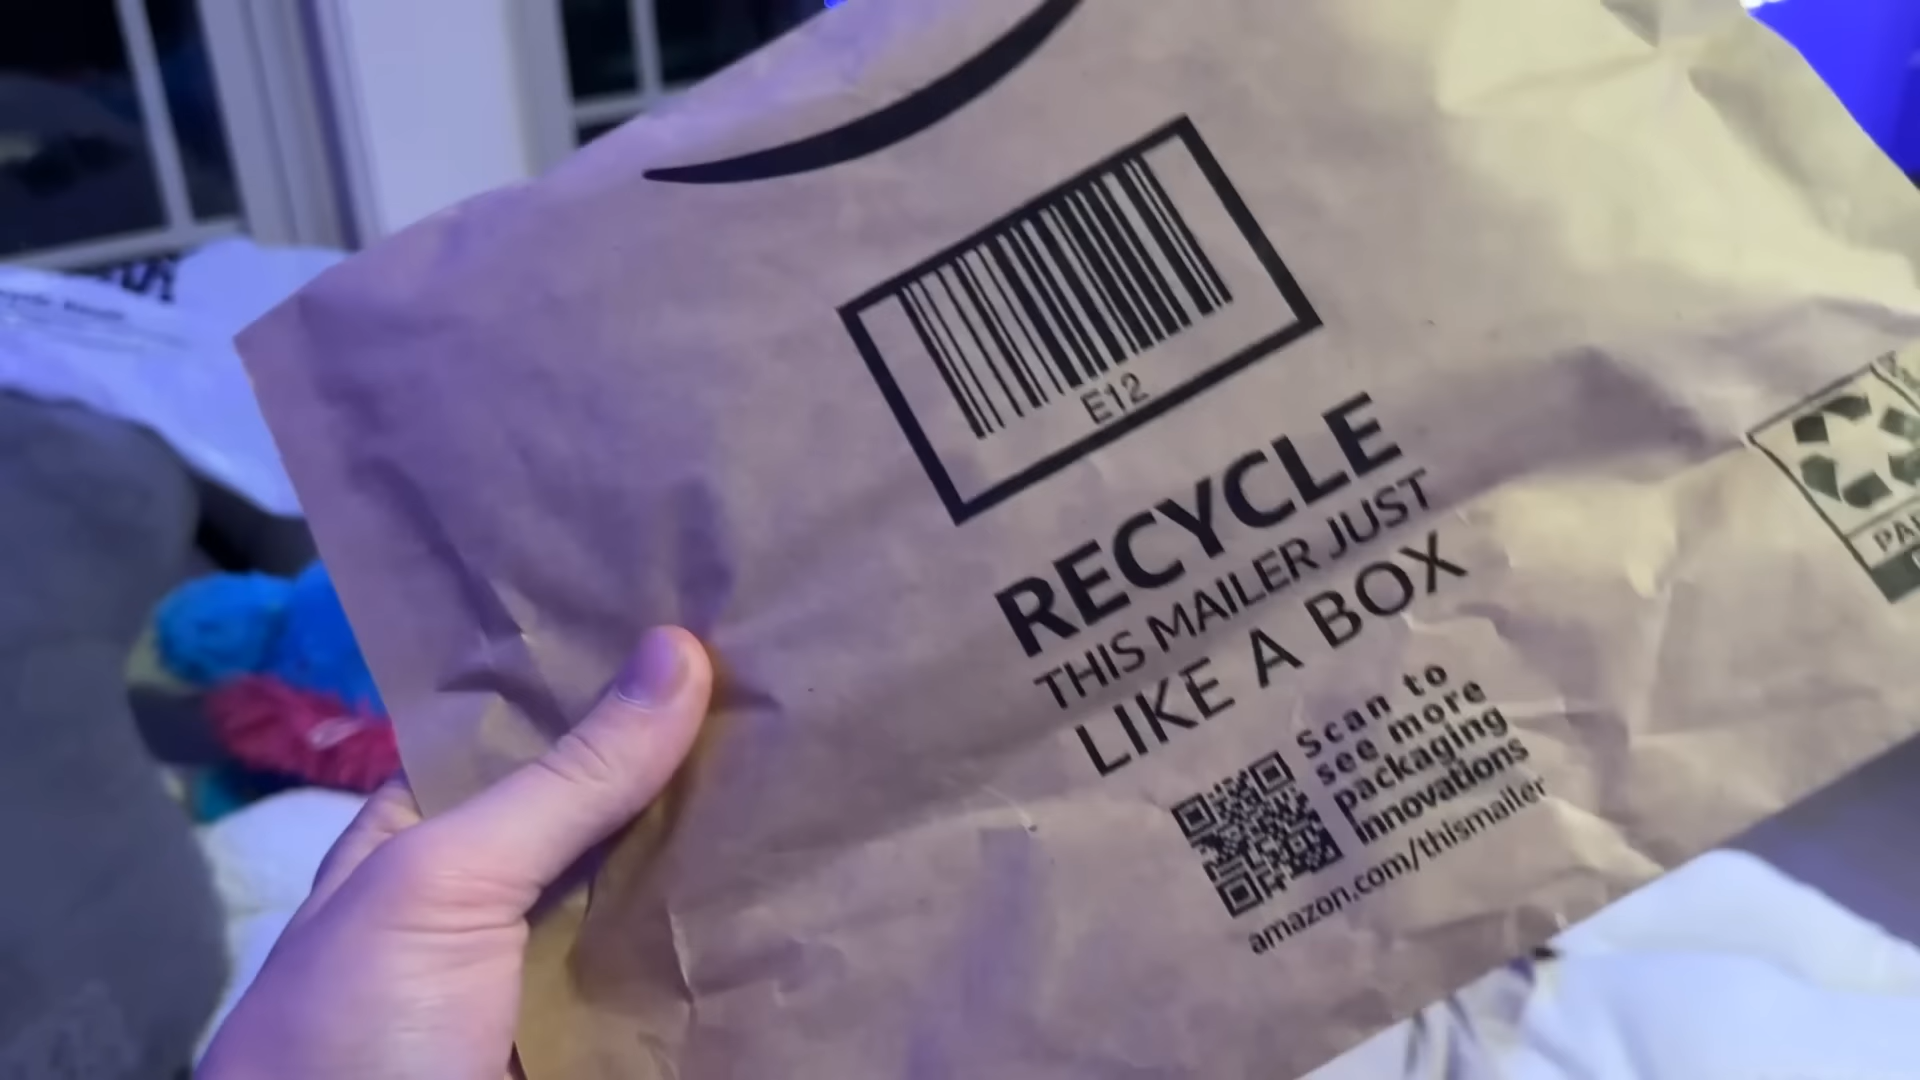 E12
RECYCLE
THIS MAILER JUST
LIKE A BOX
Scan to
see more
packaging
innovations
amazon.com/thismailer